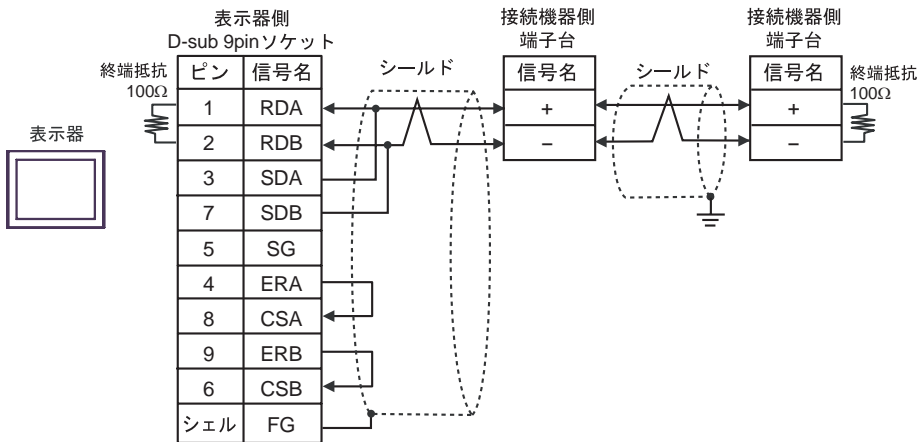 表示器側
D-sub 9pinソケット
接続機器側
端子台
接続機器側
端子台
終端抵抗
100Ω
ピン 信号名
シールド
信号名
シールド
信号名
終端抵抗
100Ω
表示器
1 RDA
+
+
2 RDB
−
−
3 SDA
7 SDB
5 SG
4 ERA
8 CSA
9 ERB
6 CSB
シェル FG